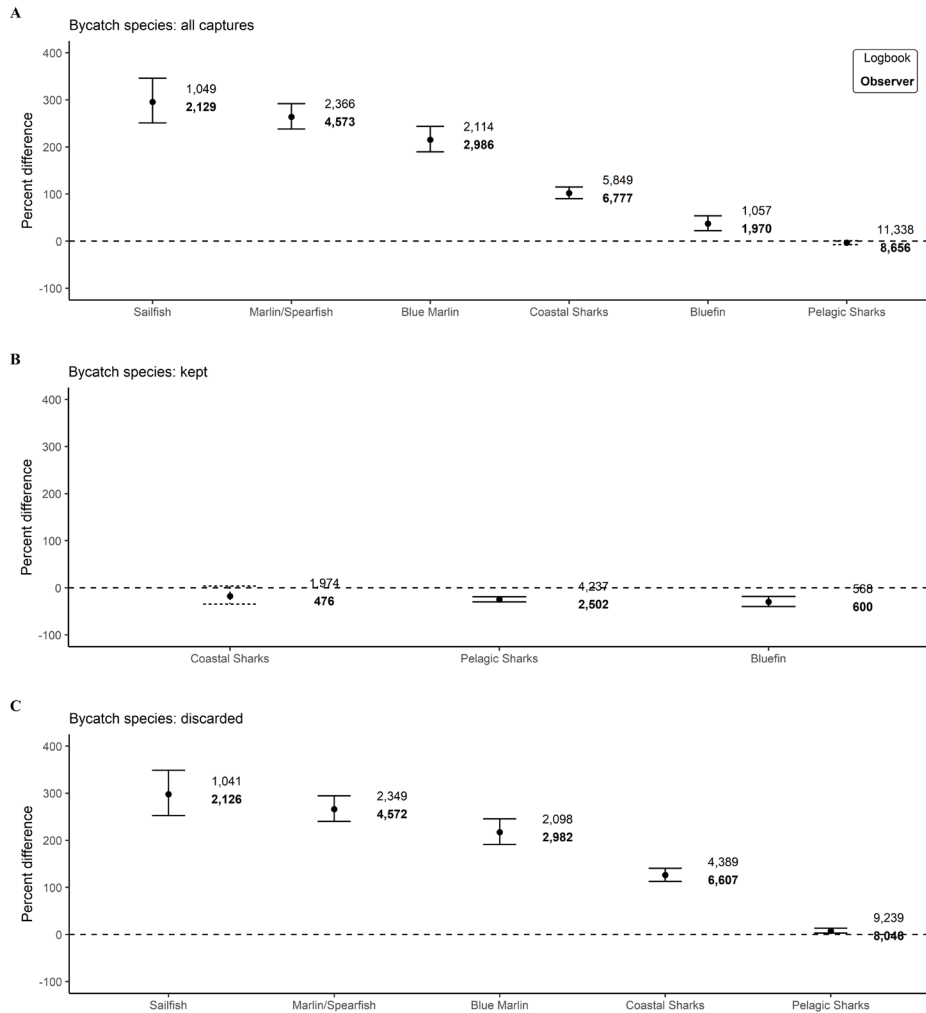 A
Bycatch species: all captures
Percent difference
400
300
200
100
0
-100
Logbook
Observer
1,049
2,129
2,366
4,573
2,114
2,986
5,849
6,777
1,057
1,970
11,338
8,656
Sailfish
Marlin/Spearfish
Blue Marlin
Coastal Sharks
Bluefin
Pelagic Sharks
B
Bycatch species: kept
Percent difference
400
300
200
100
0
-100
1,974
476
4,237
2,502
568
600
Coastal Sharks
Pelagic Sharks
Bluefin
C
Bycatch species: discarded
Percent difference
400
300
200
100
0
-100
1,041
2,126
2,349
4,572
2,098
2,982
4,389
6,607
9,239
8,046
Sailfish
Marlin/Spearfish
Blue Marlin
Coastal Sharks
Pelagic Sharks